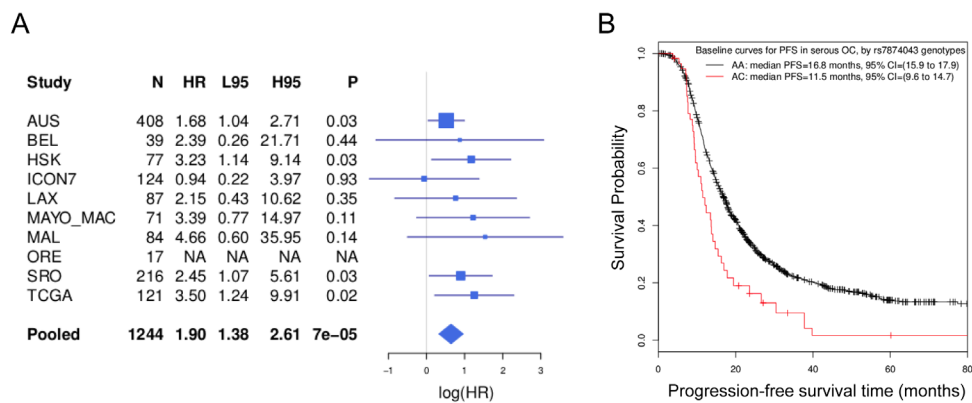 A
Study N HR L95 H95 P
AUS 408 1.68 1.04 2.71 0.03
BEL 39 2.39 0.26 21.71 0.44
HSK 77 3.23 1.14 9.14 0.03
ICON7 124 0.94 0.22 3.97 0.93
LAX 87 2.15 0.43 10.62 0.35
MAYO_MAC 71 3.39 0.77 14.97 0.11
MAL 84 4.66 0.60 35.95 0.14
ORE 17 NA NA NA NA
SRO 216 2.45 1.07 5.61 0.03
TCGA 121 3.50 1.24 9.91 0.02
Pooled 1244 1.90 1.38 2.61 7e-05
−1 0 1 2 3
log(HR)
B
Baseline curves for PFS in serous OC, by rs7874043 genotypes
AA: median PFS=16.8 months, 95% CI=(15.9 to 17.9)
AC: median PFS=11.5 months, 95% CI=(9.6 to 14.7)
Survival Probability
1.0
0.8
0.6
0.4
0.2
0.0
0 20 40 60 80
Progression-free survival time (months)